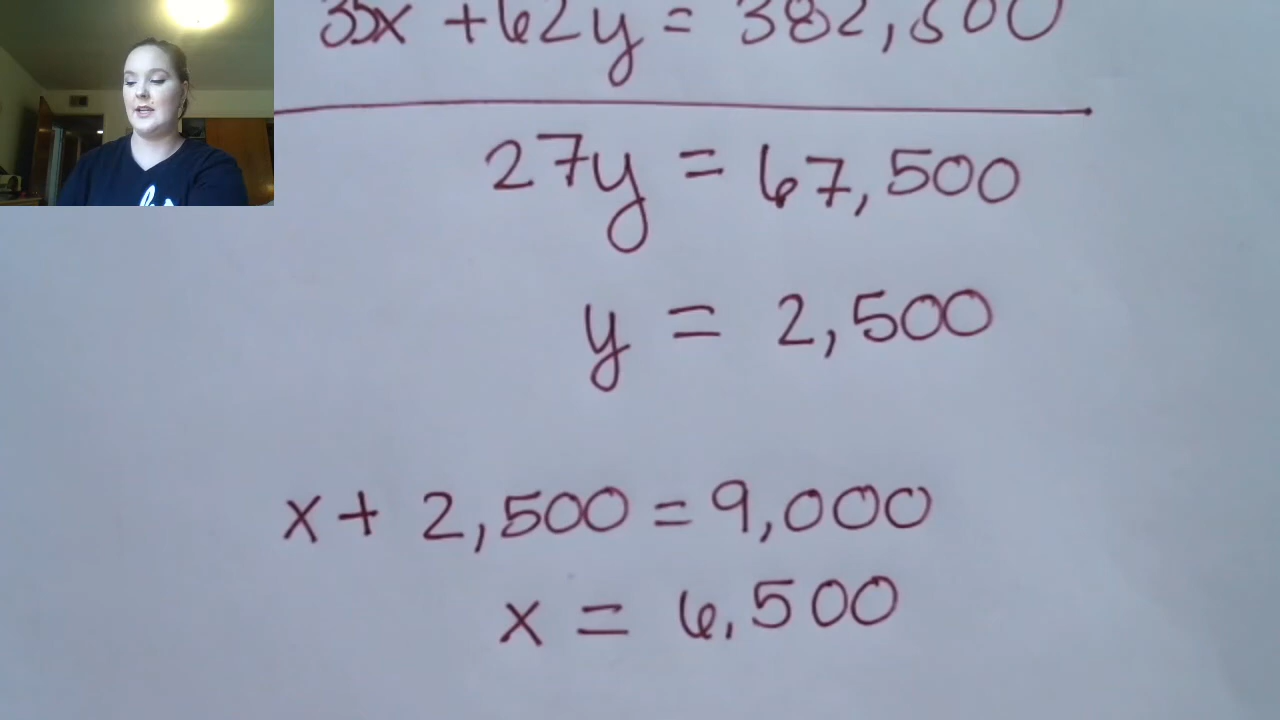 35x + 62y = 382,500
27y = 67,500
y = 2,500
x + 2,500 = 9,000
x = 6,500